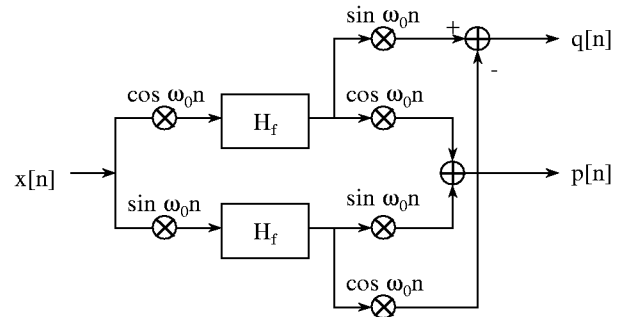 sin ω₀n
+
q[n]
-
cos ω₀n
H_f
cos ω₀n
x[n]
p[n]
sin ω₀n
H_f
sin ω₀n
cos ω₀n